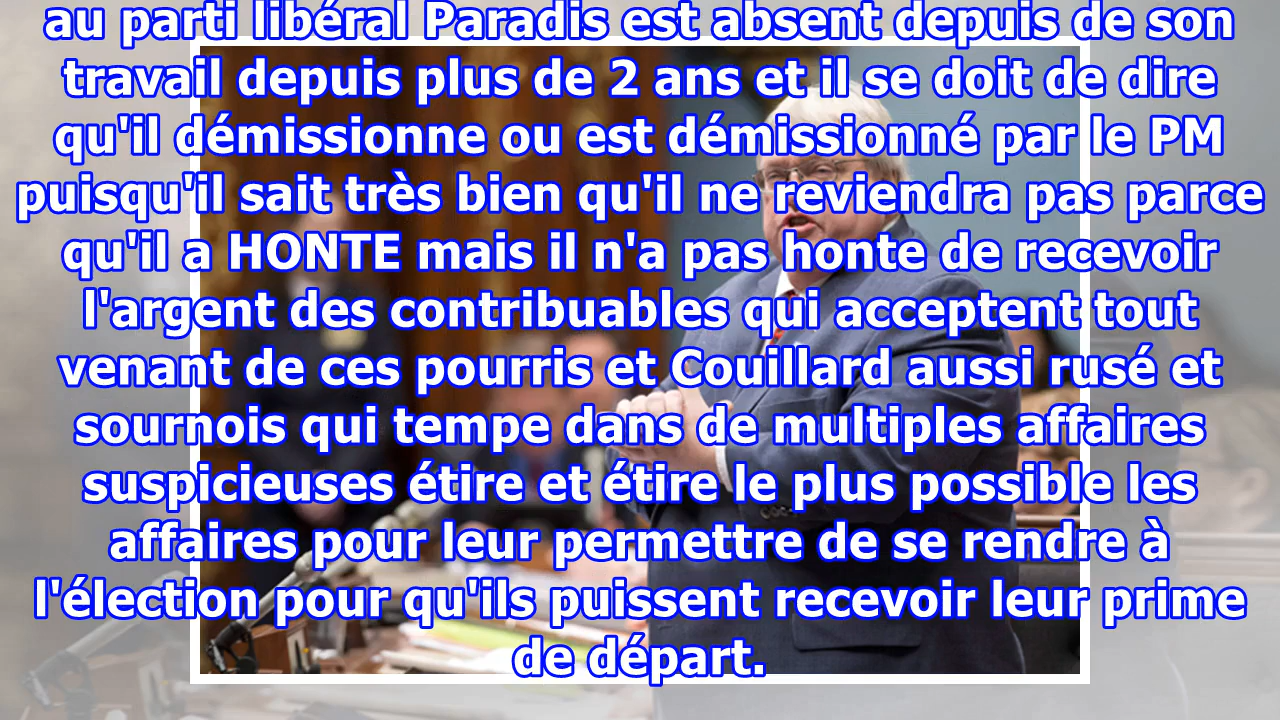 au parti libéral Paradis est absent depuis de son
travail depuis plus de 2 ans et il se doit de dire
qu'il démissionne ou est démissionné par le PM
puisqu'il sait très bien qu'il ne reviendra pas parce
qu'il a HONTE mais il n'a pas honte de recevoir
l'argent des contribuables qui acceptent tout
venant de ces pourris et Couillard aussi rusé et
sournois qui tempe dans de multiples affaires
suspicieuses étire et étire le plus possible les
affaires pour leur permettre de se rendre à
l'élection pour qu'ils puissent recevoir leur prime
de départ.